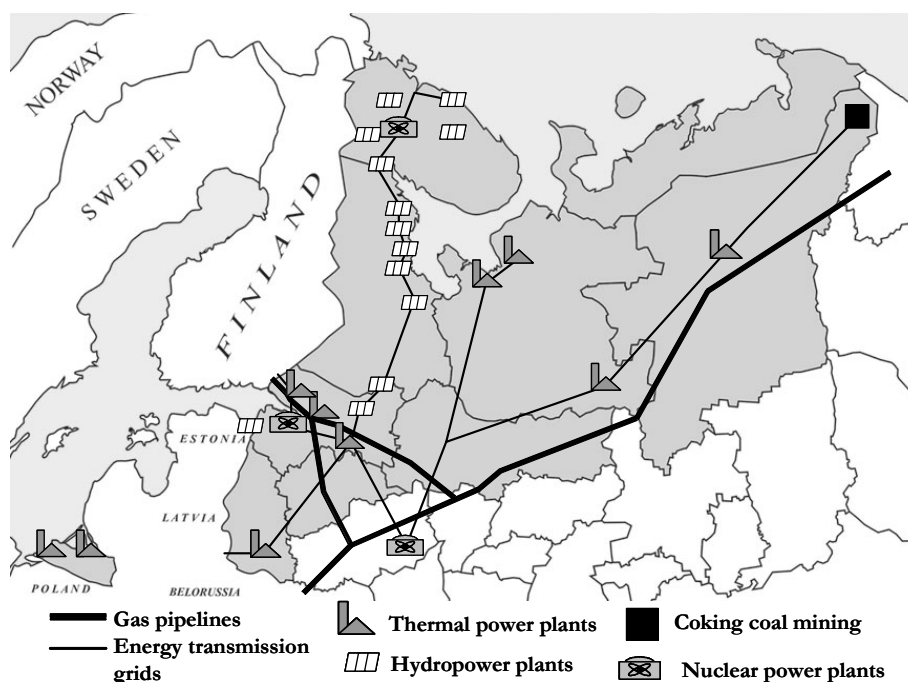 NORWAY
SWEDEN
FINLAND
ESTONIA
LATVIA
POLAND
BELORUSSIA
Gas pipelines
Energy transmission
grids
Thermal power plants
Hydropower plants
Coking coal mining
Nuclear power plants